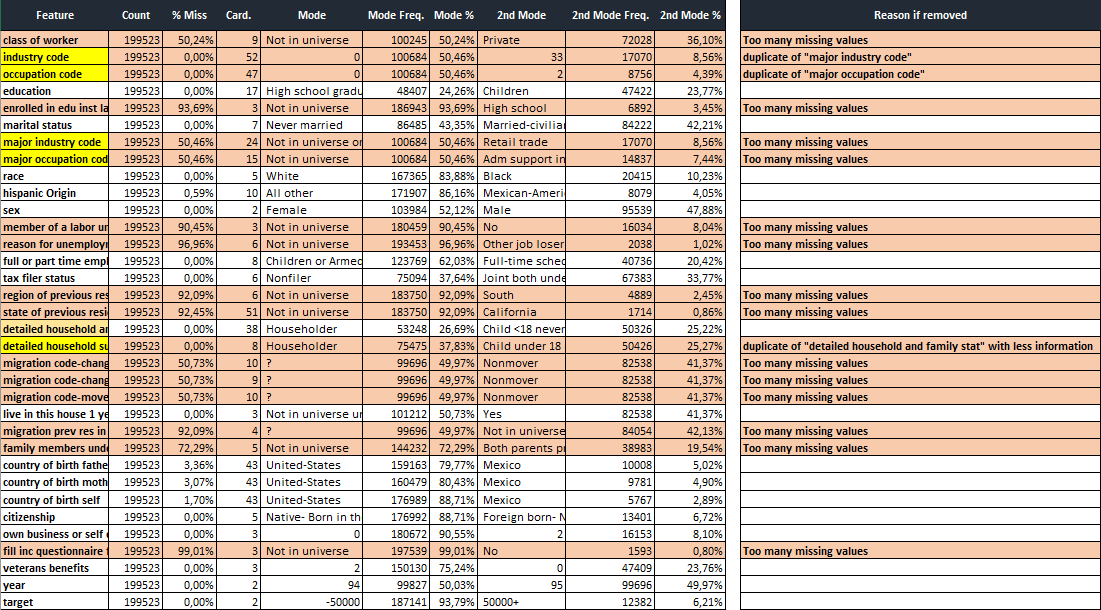 Feature Count % Miss Card. Mode Mode Freq. Mode % 2nd Mode 2nd Mode Freq. 2nd Mode % Reason if removed
class of worker 199523 50,24% 9 Not in universe 100245 50,24% Private 72028 36,10% Too many missing values
industry code 199523 0,00% 52 0 100684 50,46% 33 17070 8,56% duplicate of "major industry code"
occupation code 199523 0,00% 47 0 100684 50,46% 2 8756 4,39% duplicate of "major occupation code"
education 199523 0,00% 17 High school gradu 48407 24,26% Children 47422 23,77%
enrolled in edu inst la 199523 93,69% 3 Not in universe 186943 93,69% High school 6892 3,45% Too many missing values
marital status 199523 0,00% 7 Never married 86485 43,35% Married-civilia 84222 42,21%
major industry code 199523 50,46% 24 Not in universe or 100684 50,46% Retail trade 17070 8,56% Too many missing values
major occupation cod 199523 50,46% 15 Not in universe 100684 50,46% Adm support in 14837 7,44% Too many missing values
race 199523 0,00% 5 White 167365 83,88% Black 20415 10,23%
hispanic Origin 199523 0,59% 10 All other 171907 86,16% Mexican-Ameri 8079 4,05%
sex 199523 0,00% 2 Female 103984 52,12% Male 95539 47,88%
member of a labor un 199523 90,45% 3 Not in universe 180459 90,45% No 16034 8,04% Too many missing values
reason for unemployr 199523 96,96% 6 Not in universe 193453 96,96% Other job loser 2038 1,02% Too many missing values
full or part time empl 199523 0,00% 8 Children or Armed 123769 62,03% Full-time sched 40736 20,42%
tax filer status 199523 0,00% 6 Nonfiler 75094 37,64% Joint both unde 67383 33,77%
region of previous res 199523 92,09% 6 Not in universe 183750 92,09% South 4889 2,45% Too many missing values
state of previous resi 199523 92,45% 51 Not in universe 183750 92,09% California 1714 0,86% Too many missing values
detailed household an 199523 0,00% 38 Householder 53248 26,69% Child <18 never 50326 25,22%
detailed household su 199523 0,00% 8 Householder 75475 37,83% Child under 18 50426 25,27% duplicate of "detailed household and family stat" with less information
migration code-chang 199523 50,73% 10 ? 99696 49,97% Nonmover 82538 41,37% Too many missing values
migration code-chang 199523 50,73% 9 ? 99696 49,97% Nonmover 82538 41,37% Too many missing values
migration code-move 199523 50,73% 10 ? 99696 49,97% Nonmover 82538 41,37% Too many missing values
live in this house 1 ye 199523 0,00% 3 Not in universe ur 101212 50,73% Yes 82538 41,37%
migration prev res in 199523 92,09% 4 ? 99696 49,97% Not in universe 84054 42,13% Too many missing values
family members unde 199523 72,29% 5 Not in universe 144232 72,29% Both parents p 38983 19,54% Too many missing values
country of birth fathe 199523 3,36% 43 United-States 159163 79,77% Mexico 10008 5,02%
country of birth moth 199523 3,07% 43 United-States 160479 80,43% Mexico 9781 4,90%
country of birth self 199523 1,70% 43 United-States 176989 88,71% Mexico 5767 2,89%
citizenship 199523 0,00% 5 Native- Born in th 176992 88,71% Foreign born- N 13401 6,72%
own business or self 199523 0,00% 3 0 180672 90,55% 2 16153 8,10%
fill inc questionnaire 199523 99,01% 3 Not in universe 197539 99,01% No 1593 0,80% Too many missing values
veterans benefits 199523 0,00% 3 2 150130 75,24% 0 47409 23,76%
year 199523 0,00% 2 94 99827 50,03% 95 99696 49,97%
target 199523 0,00% 2 -50000 187141 93,79% 50000+ 12382 6,21%